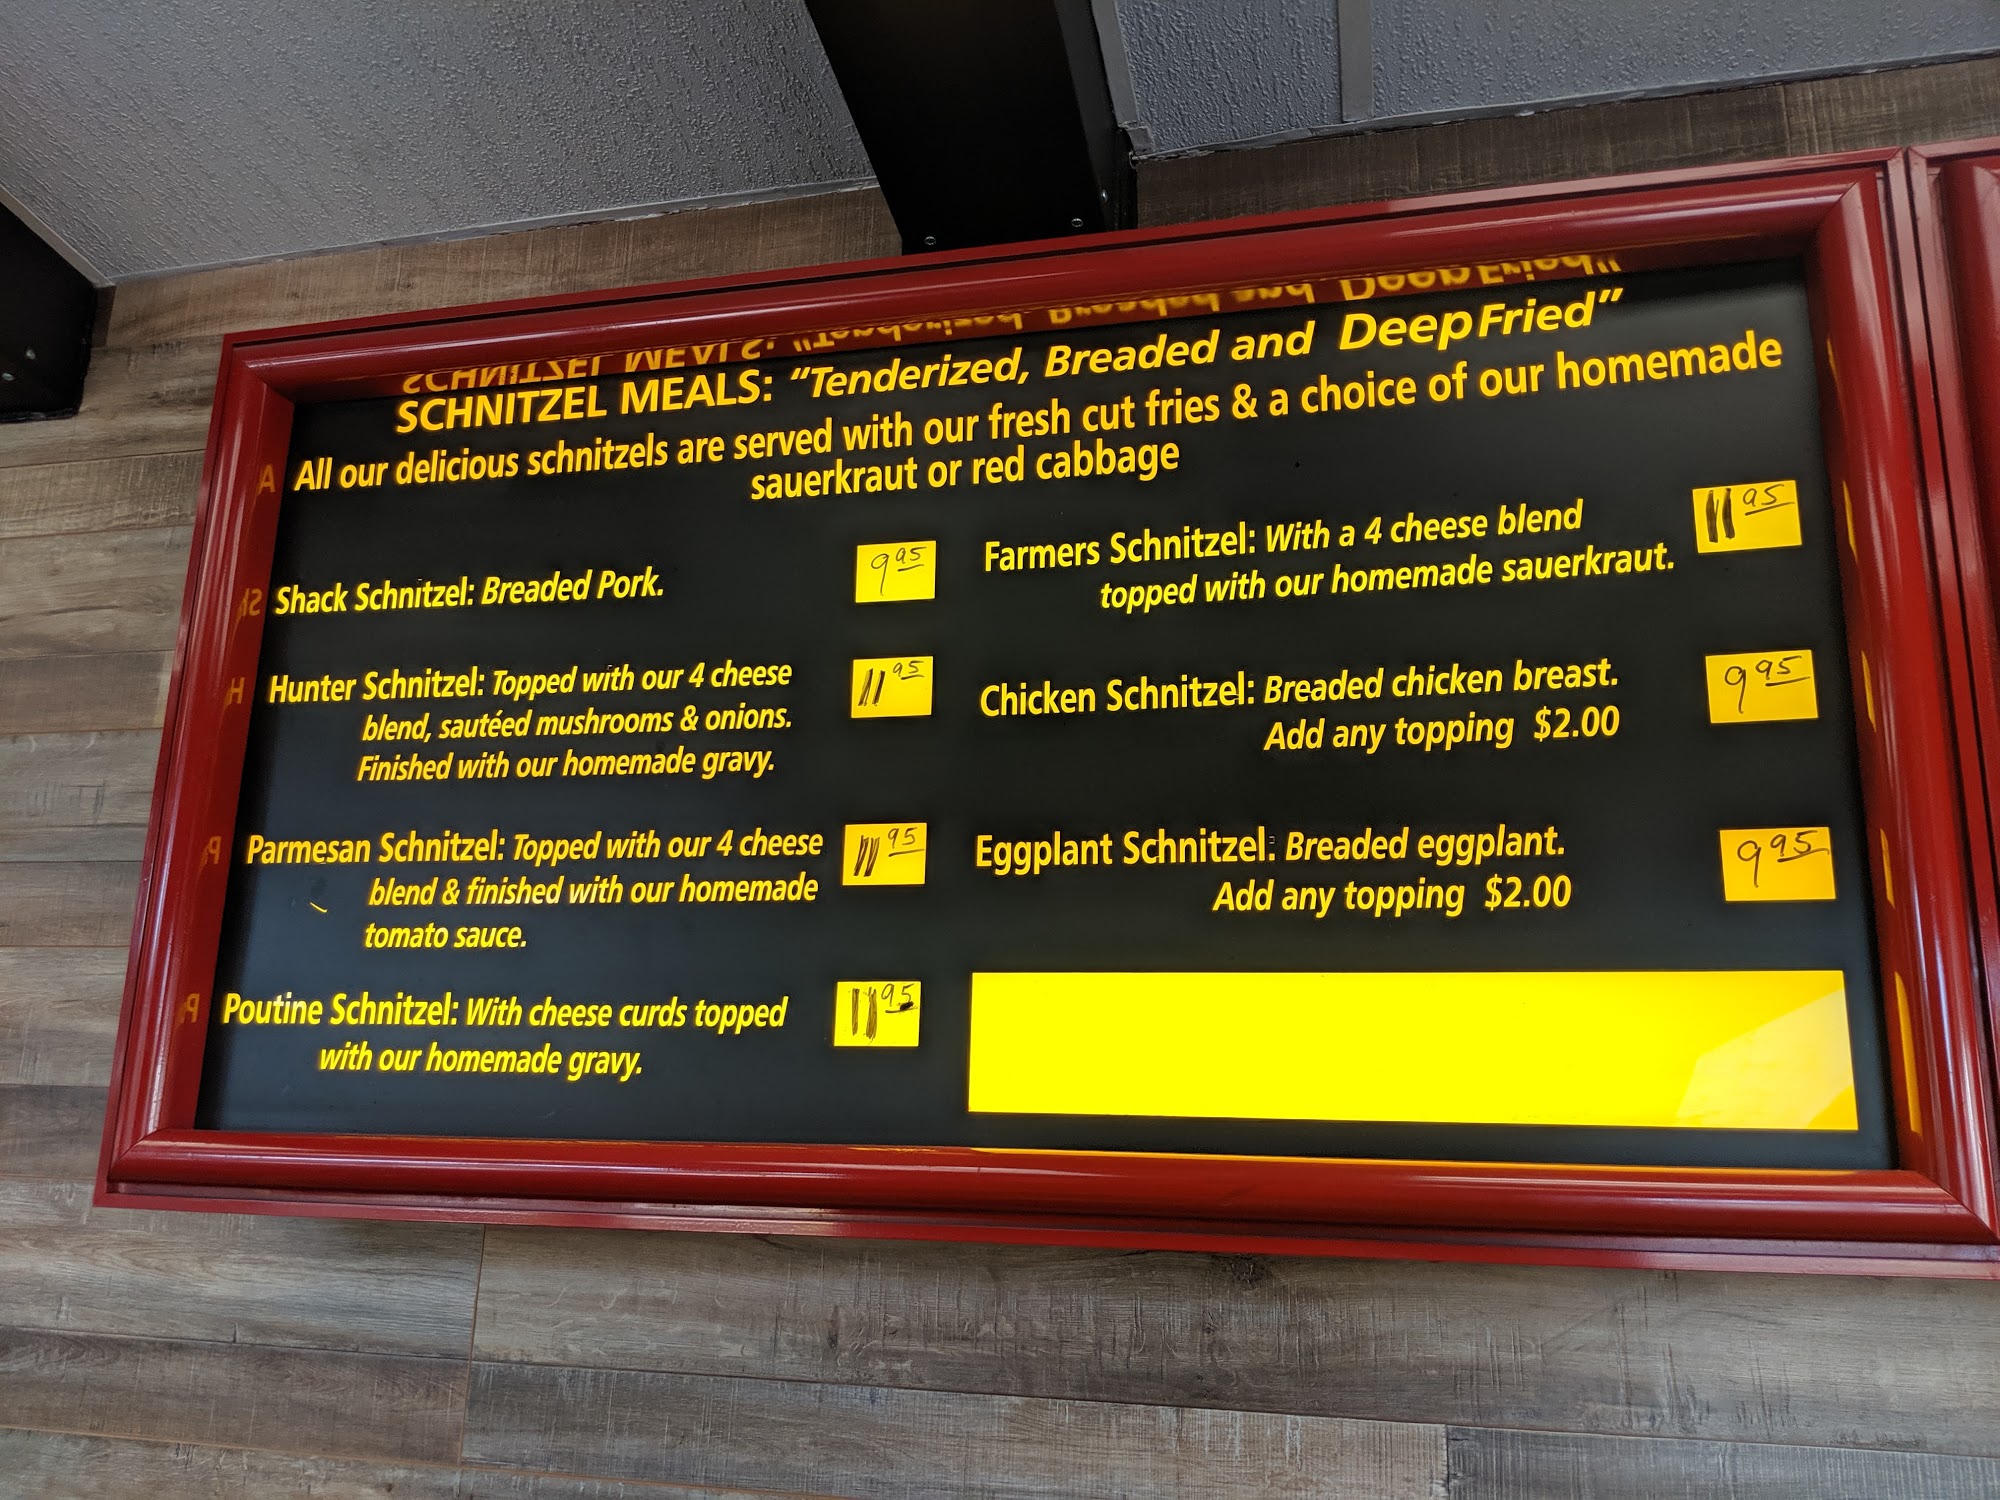 SCHNITZEL MEALS: “Tenderized, Breaded and Deep Fried”
All our delicious schnitzels are served with our fresh cut fries & a choice of our homemade
sauerkraut or red cabbage
Shack Schnitzel: Breaded Pork. 9 95
Hunter Schnitzel: Topped with our 4 cheese 11 95
blend, sautéed mushrooms & onions.
Finished with our homemade gravy.
Parmesan Schnitzel: Topped with our 4 cheese 11 95
blend & finished with our homemade
tomato sauce.
Poutine Schnitzel: With cheese curds topped 11 95
with our homemade gravy.
Farmers Schnitzel: With a 4 cheese blend 11 95
topped with our homemade sauerkraut.
Chicken Schnitzel: Breaded chicken breast. 9 95
Add any topping $2.00
Eggplant Schnitzel: Breaded eggplant. 9 95
Add any topping $2.00